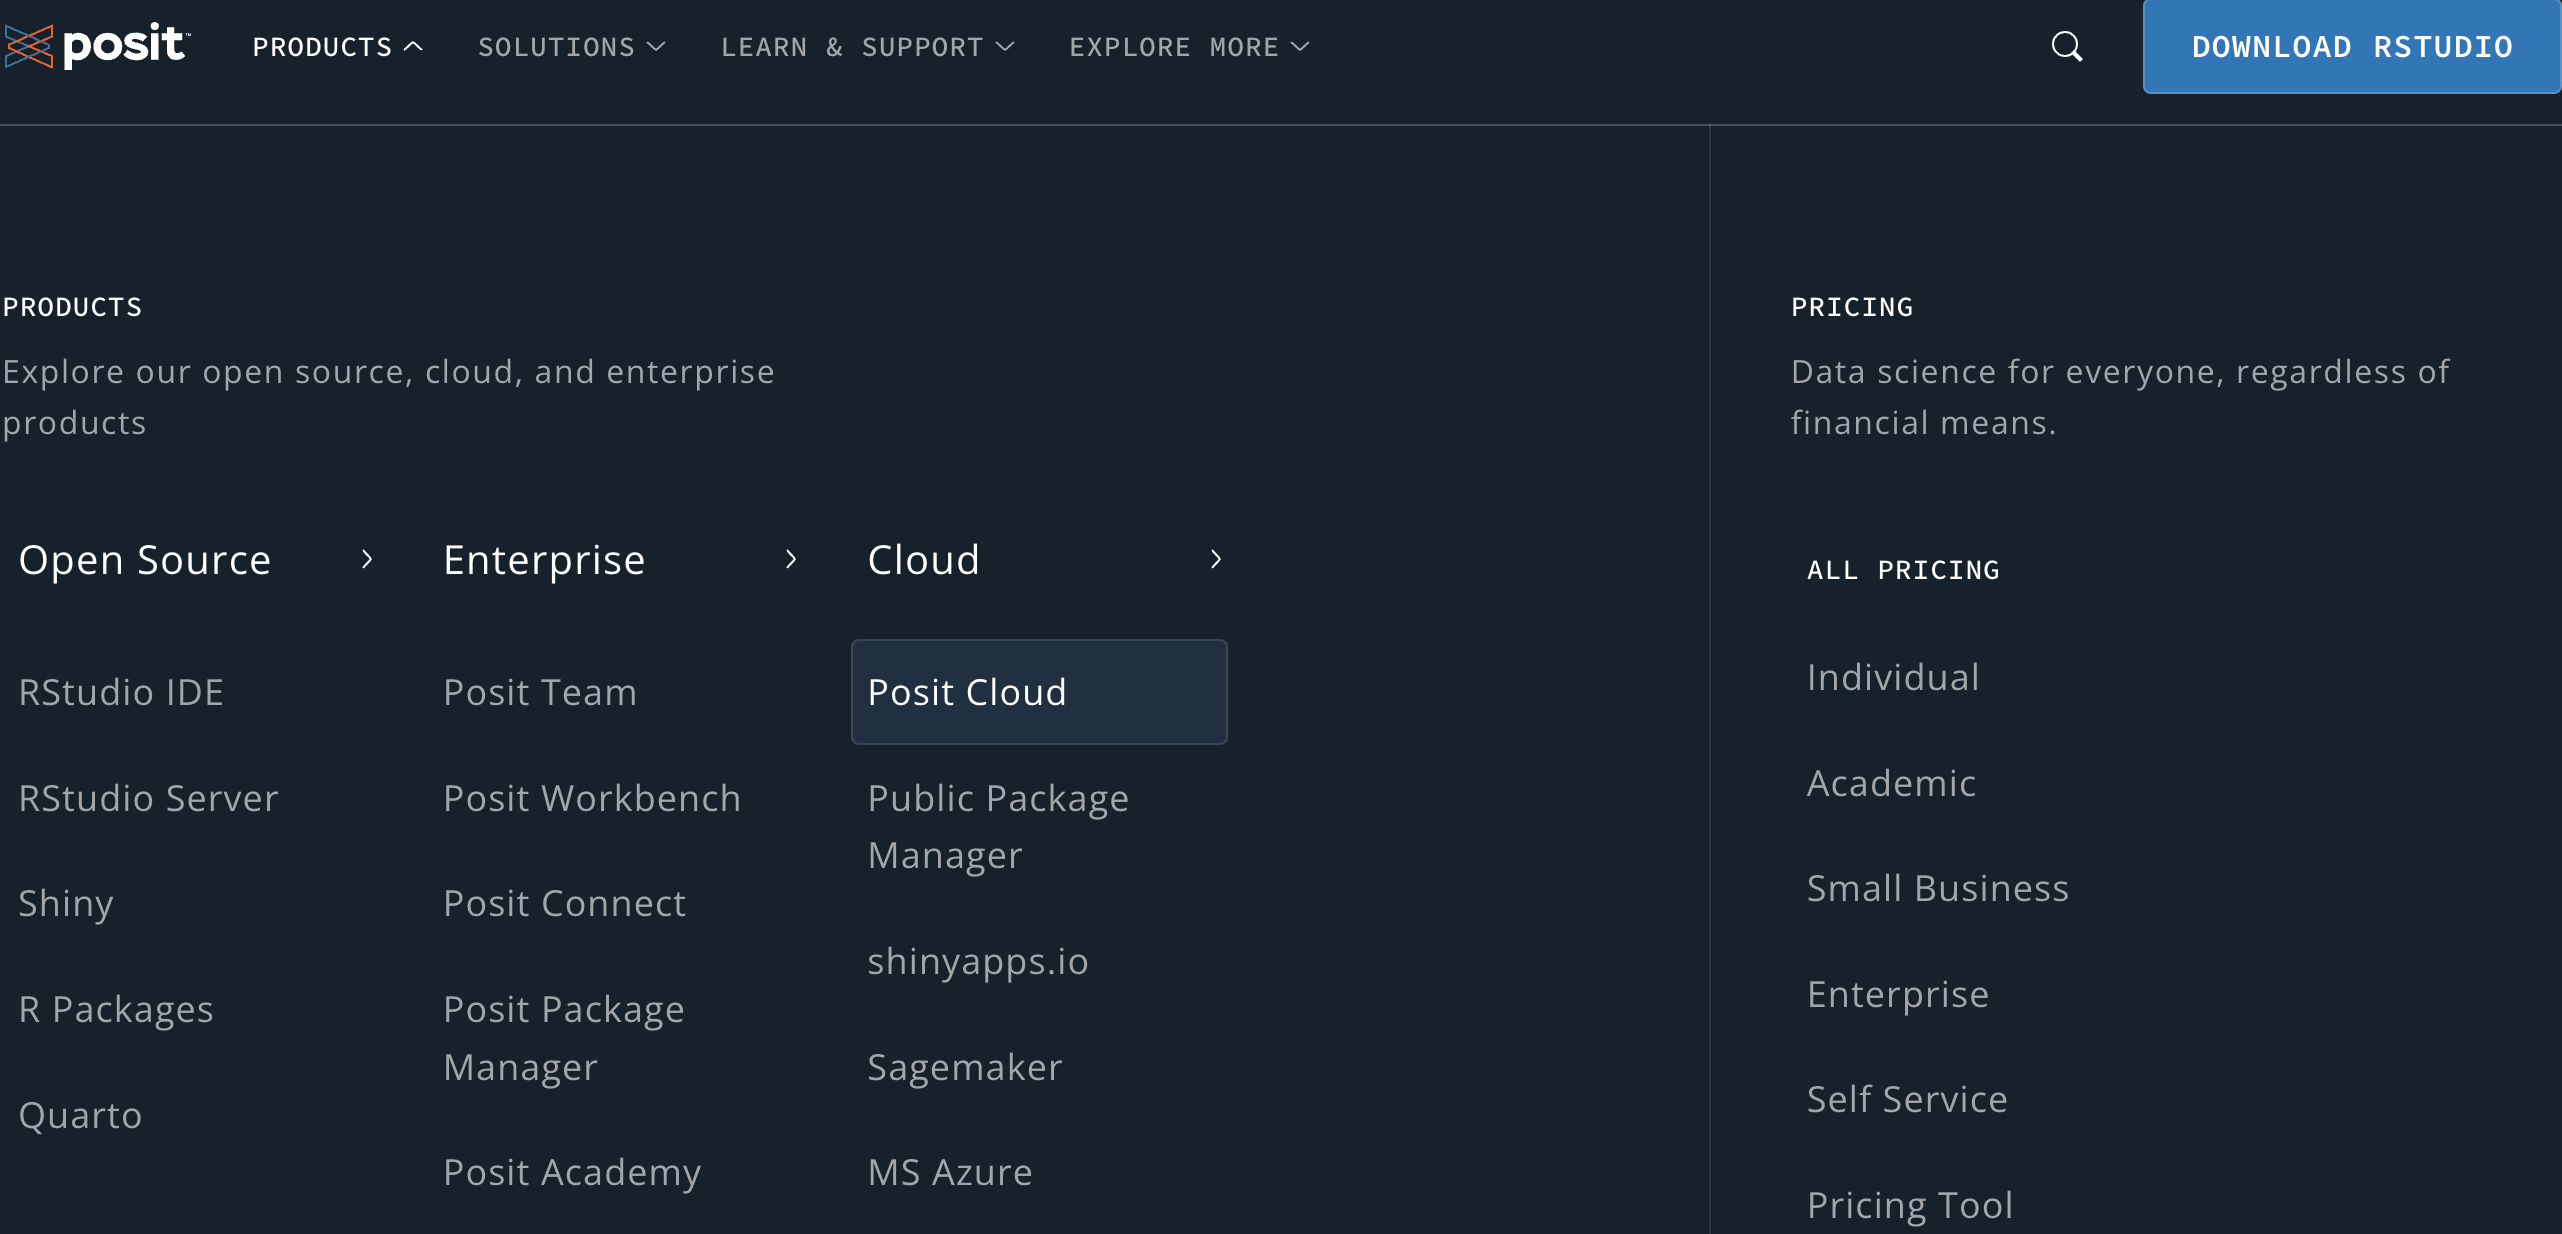 posit™
PRODUCTS
SOLUTIONS
LEARN & SUPPORT
EXPLORE MORE
DOWNLOAD RSTUDIO
PRODUCTS
Explore our open source, cloud, and enterprise
products
Open Source
RStudio IDE
RStudio Server
Shiny
R Packages
Quarto
Enterprise
Posit Team
Posit Workbench
Posit Connect
Posit Package
Manager
Posit Academy
Cloud
Posit Cloud
Public Package
Manager
shinyapps.io
Sagemaker
MS Azure
PRICING
Data science for everyone, regardless of
financial means.
ALL PRICING
Individual
Academic
Small Business
Enterprise
Self Service
Pricing Tool